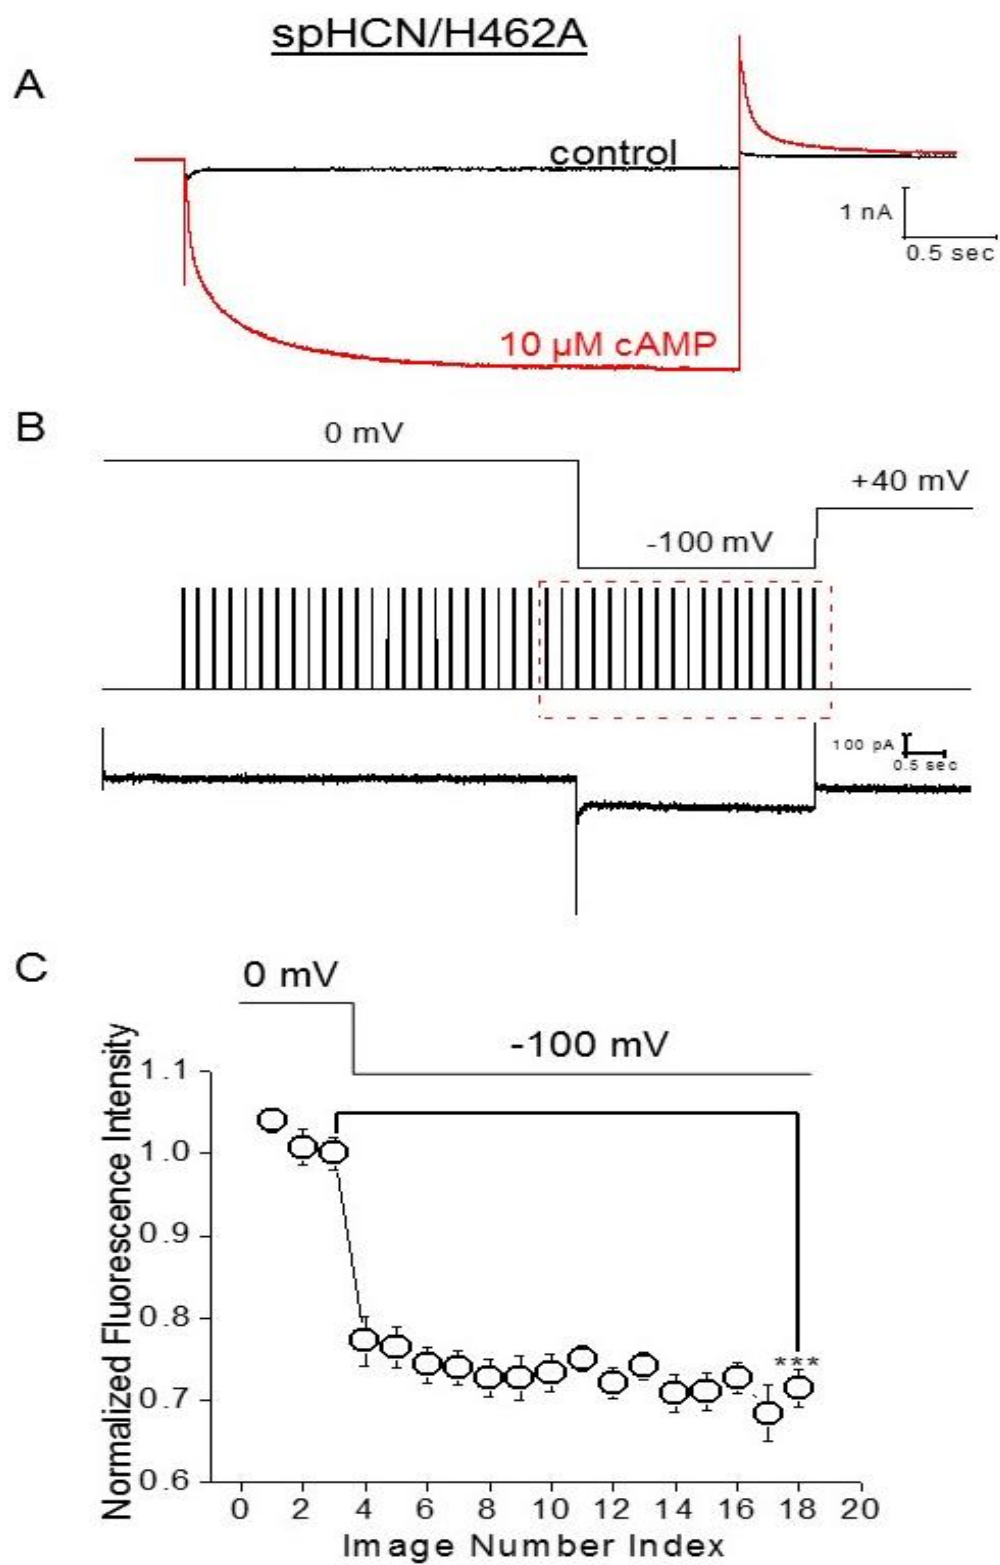 spHCN/H462A
A
control
1 nA
0.5 sec
10 µM cAMP
B
0 mV
+40 mV
-100 mV
100 pA
0.5 sec
C
0 mV
-100 mV
Normalized Fluorescence Intensity
1.1
1.0
0.9
0.8
0.7
0.6
***
0 2 4 6 8 10 12 14 16 18 20
Image Number Index